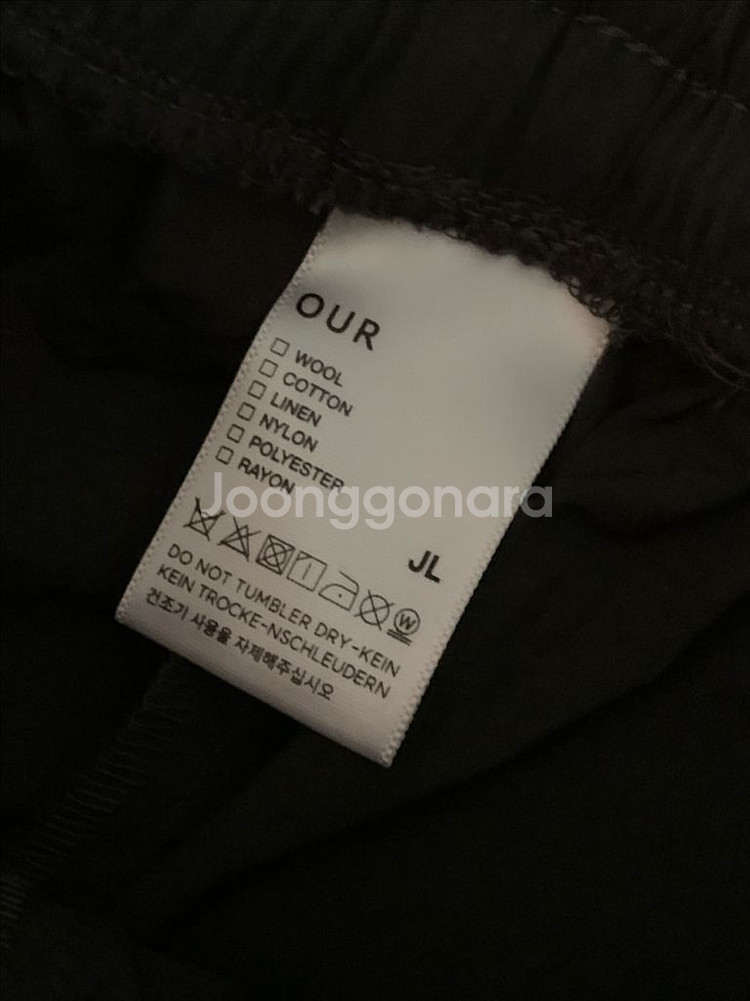 OUR
WOOL
COTTON
LINEN
NYLON
POLYESTER
RAYON
Joonggonara
JL
W
DO NOT TUMBLER DRY-KEIN
KEIN TROCKE-NSCHLEUDERN
건조기 사용을 자제해주십시오